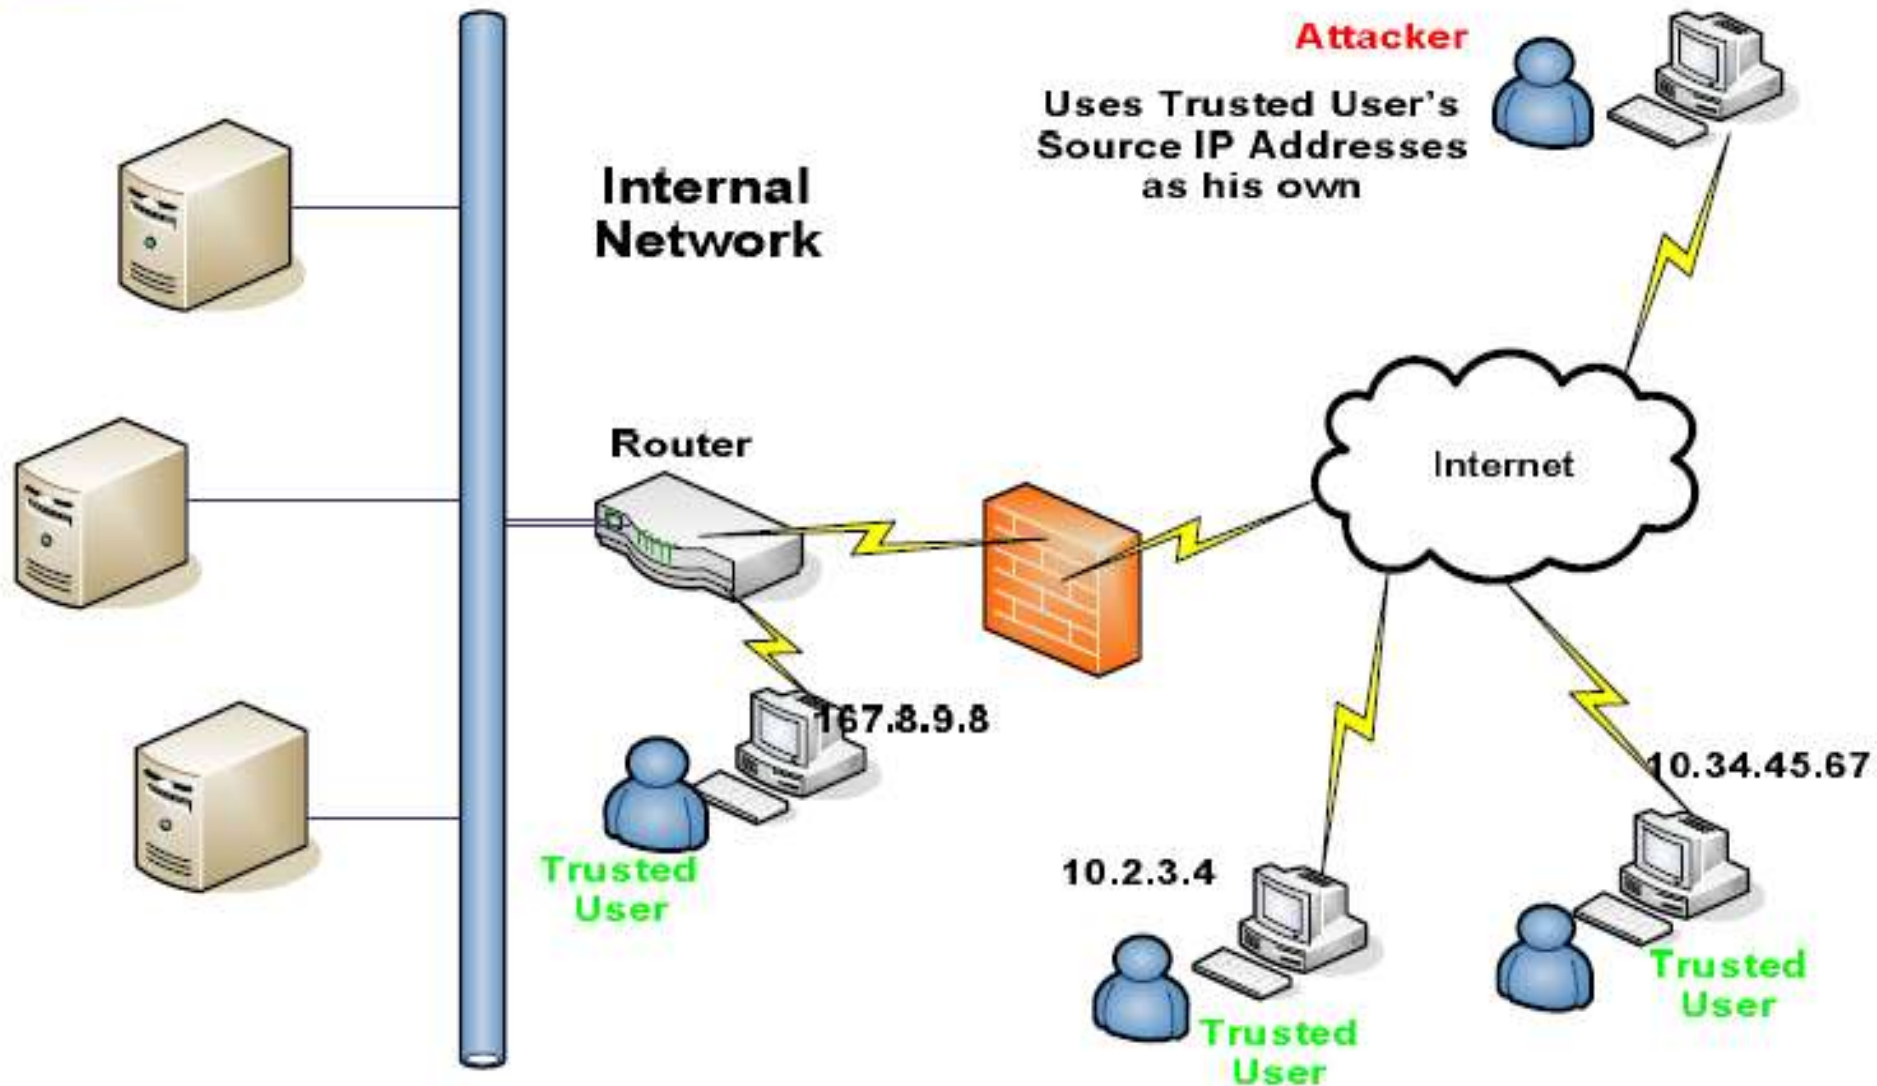 Attacker
Uses Trusted User's
Source IP Addresses
as his own
Internal
Network
Router
Internet
167.8.9.8
Trusted
User
10.2.3.4
Trusted
User
10.34.45.67
Trusted
User